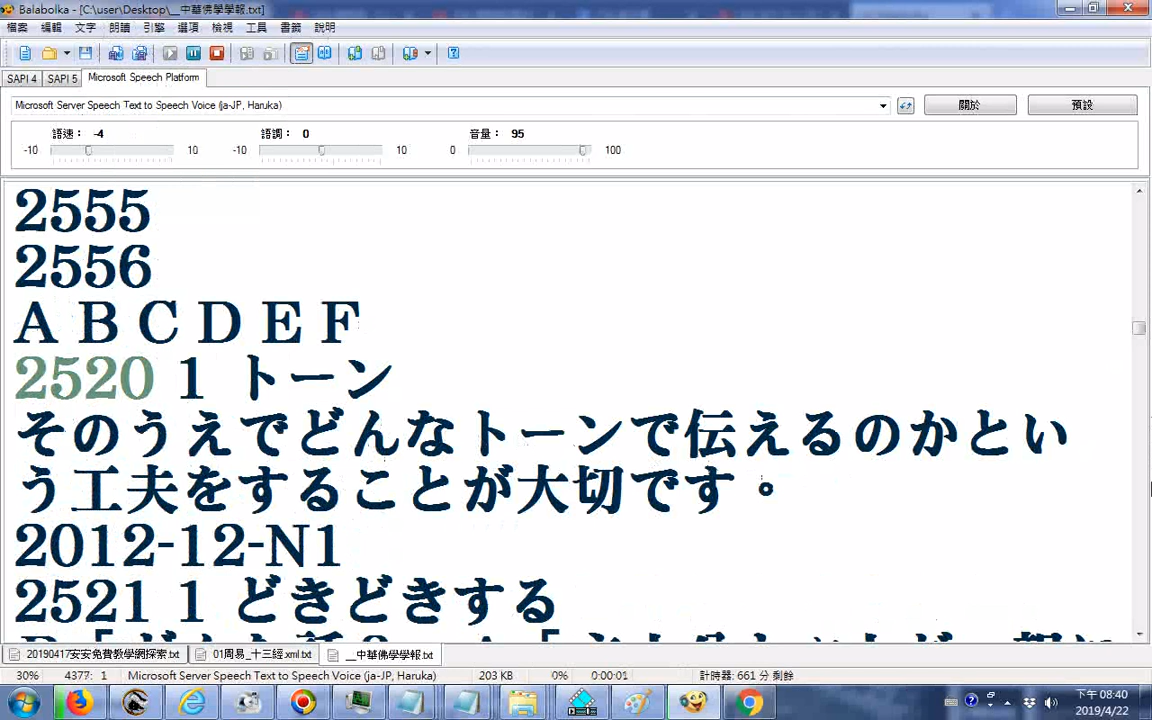 Balabolka - [C:\user\Desktop\__中華佛學學報.txt]
檔案 編輯 文字 朗讀 引擎 選項 檢視 工具 書籤 說明
SAPI 4 SAPI 5 Microsoft Speech Platform
Microsoft Server Speech Text to Speech Voice (ja-JP, Haruka) 關於 預設
語速： -4 語調： 0 音量： 95
-10 10 -10 10 0 100
2555
2556
A B C D E F
2520 1 トーン
そのうえでどんなトーンで伝えるのかとい
う工夫をすることが大切です。
2012-12-N1
2521 1 どきどきする
20190417安安免費教學網探索.txt 01周易_十三經.xml.txt __中華佛學學報.txt
30% 4377: 1 Microsoft Server Speech Text to Speech Voice (ja-JP, Haruka) 203 KB 0% 0:00:01 計時器: 661 分 剩餘
下午 08:40
2019/4/22